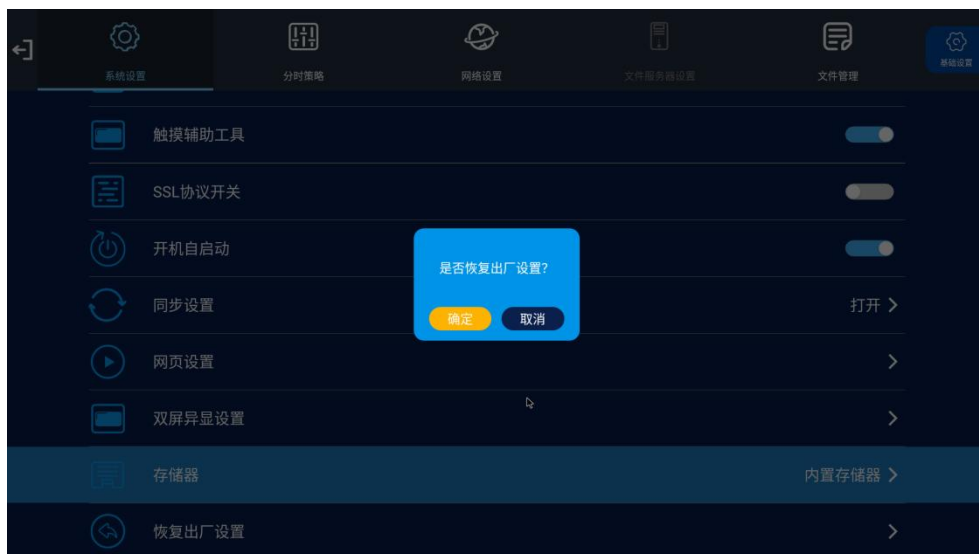 系统设置
分时策略
网络设置
文件服务器设置
文件管理
基础设置
触摸辅助工具
SSL协议开关
开机自启动
同步设置
打开
网页设置
双屏异显设置
存储器
内置存储器
恢复出厂设置
是否恢复出厂设置?
确定
取消